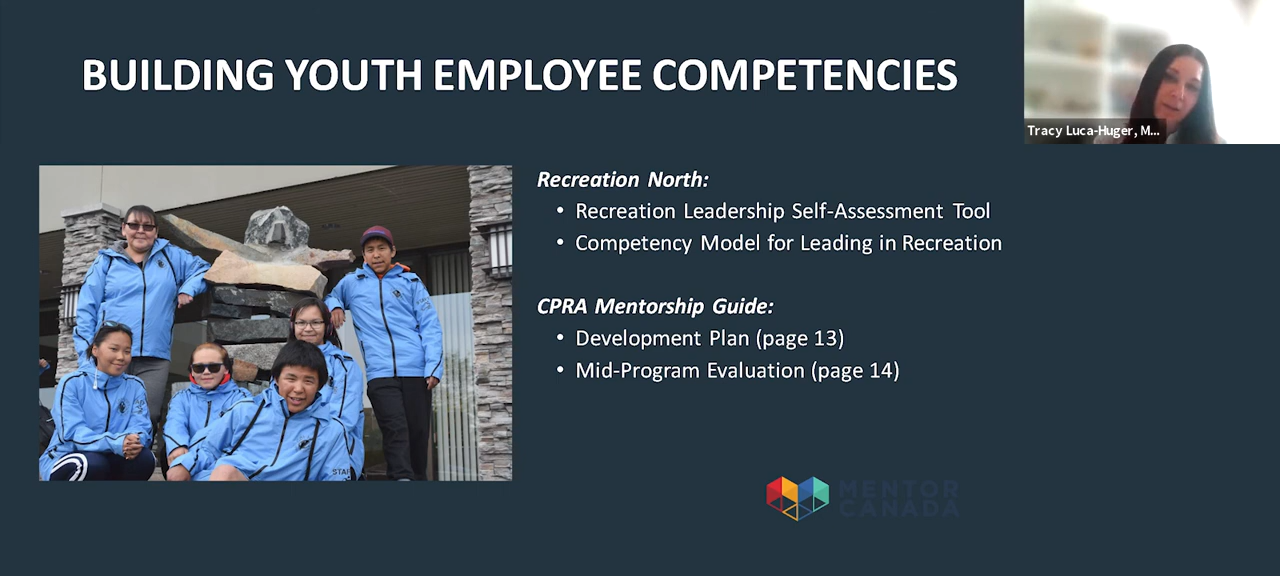 BUILDING YOUTH EMPLOYEE COMPETENCIES
Tracy Luca-Huger, M...
Recreation North:
• Recreation Leadership Self-Assessment Tool
• Competency Model for Leading in Recreation
CPRA Mentorship Guide:
• Development Plan (page 13)
• Mid-Program Evaluation (page 14)
STAF
MENTOR
CANADA